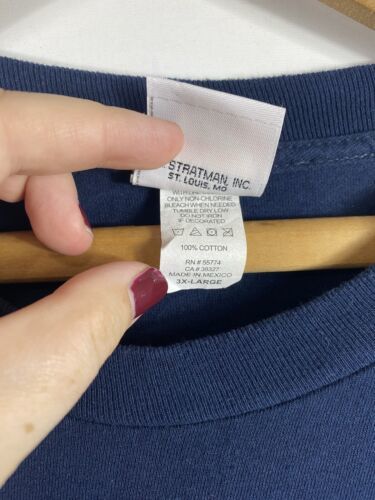 STRATMAN, INC.
ST. LOUIS, MO
ONLY NON-CHLORINE
BLEACH WHEN NEEDED
TUMBLE DRY LOW
DO NOT IRON
IF DECORATED
100% COTTON
RN # 55774
CA # 38327
MADE IN MEXICO
3X-LARGE